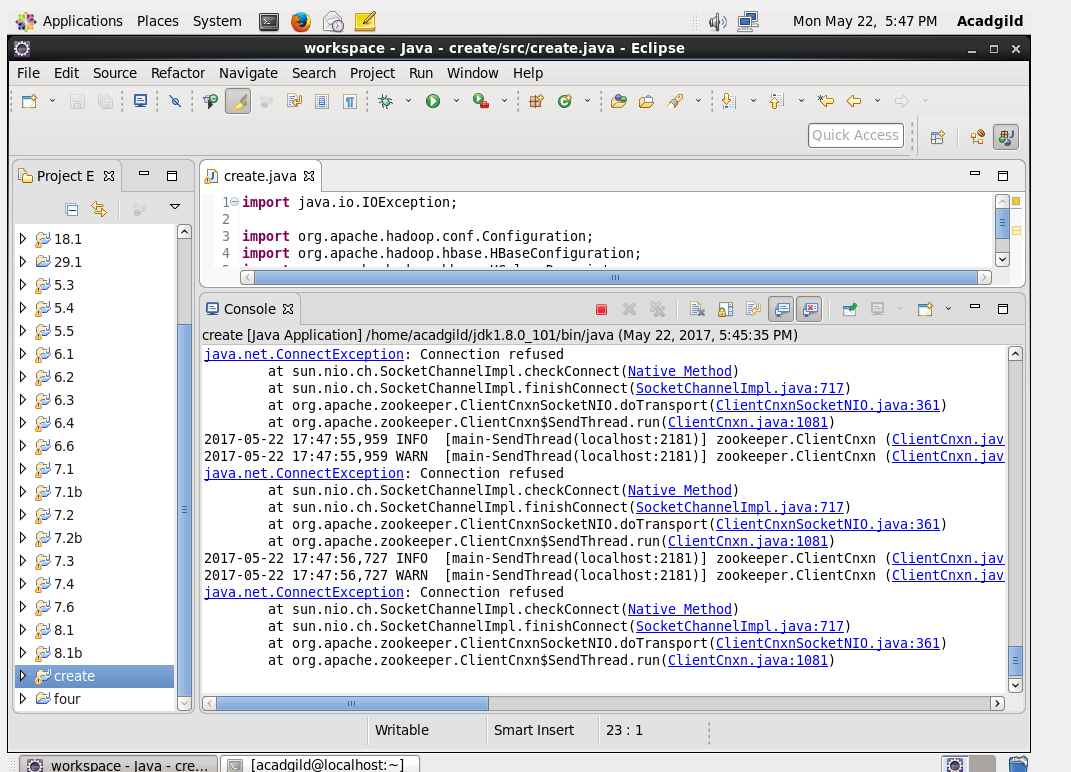 Applications Places System Mon May 22, 5:47 PM Acadgild
workspace - Java - create/src/create.java - Eclipse
File Edit Source Refactor Navigate Search Project Run Window Help
Quick Access
Project E
18.1
29.1
5.3
5.4
5.5
6.1
6.2
6.3
6.4
6.6
7.1
7.1b
7.2
7.2b
7.3
7.4
7.6
8.1
8.1b
create
four
create.java
1 import java.io.IOException;
2
3 import org.apache.hadoop.conf.Configuration;
4 import org.apache.hadoop.hbase.HBaseConfiguration;
Console
create [Java Application] /home/acadgild/jdk1.8.0_101/bin/java (May 22, 2017, 5:45:35 PM)
java.net.ConnectException: Connection refused
at sun.nio.ch.SocketChannelImpl.checkConnect(Native Method)
at sun.nio.ch.SocketChannelImpl.finishConnect(SocketChannelImpl.java:717)
at org.apache.zookeeper.ClientCnxnSocketNIO.doTransport(ClientCnxnSocketNIO.java:361)
at org.apache.zookeeper.ClientCnxn$SendThread.run(ClientCnxn.java:1081)
2017-05-22 17:47:55,959 INFO [main-SendThread(localhost:2181)] zookeeper.ClientCnxn (ClientCnxn.jav
2017-05-22 17:47:55,959 WARN [main-SendThread(localhost:2181)] zookeeper.ClientCnxn (ClientCnxn.jav
java.net.ConnectException: Connection refused
at sun.nio.ch.SocketChannelImpl.checkConnect(Native Method)
at sun.nio.ch.SocketChannelImpl.finishConnect(SocketChannelImpl.java:717)
at org.apache.zookeeper.ClientCnxnSocketNIO.doTransport(ClientCnxnSocketNIO.java:361)
at org.apache.zookeeper.ClientCnxn$SendThread.run(ClientCnxn.java:1081)
2017-05-22 17:47:56,727 INFO [main-SendThread(localhost:2181)] zookeeper.ClientCnxn (ClientCnxn.jav
2017-05-22 17:47:56,727 WARN [main-SendThread(localhost:2181)] zookeeper.ClientCnxn (ClientCnxn.jav
java.net.ConnectException: Connection refused
at sun.nio.ch.SocketChannelImpl.checkConnect(Native Method)
at sun.nio.ch.SocketChannelImpl.finishConnect(SocketChannelImpl.java:717)
at org.apache.zookeeper.ClientCnxnSocketNIO.doTransport(ClientCnxnSocketNIO.java:361)
at org.apache.zookeeper.ClientCnxn$SendThread.run(ClientCnxn.java:1081)
Writable Smart Insert 23 : 1
workspace - Java - cre... [acadgild@localhost:~]